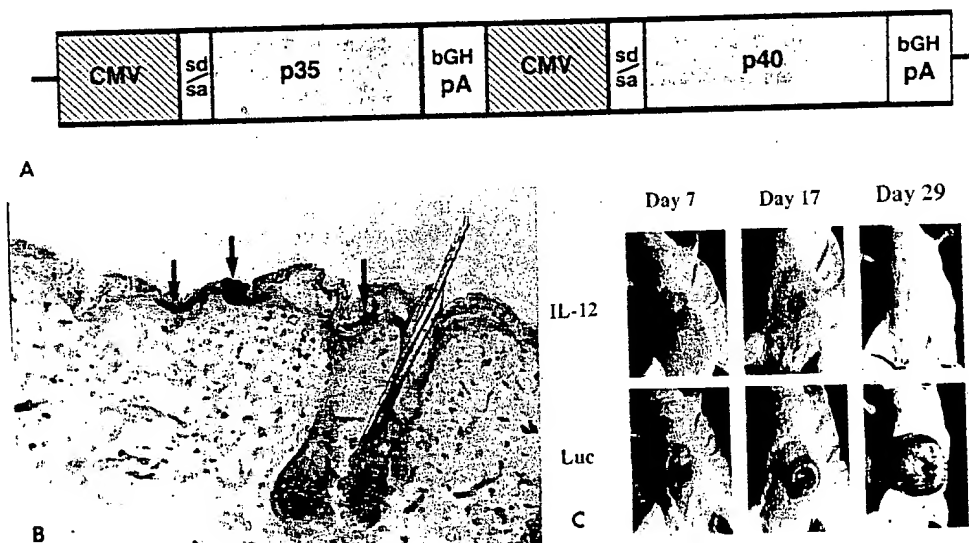 CMV sd/sa p35 bGH pA CMV sd/sa p40 bGH pA
A
Day 7 Day 17 Day 29
IL-12
Luc
B
C